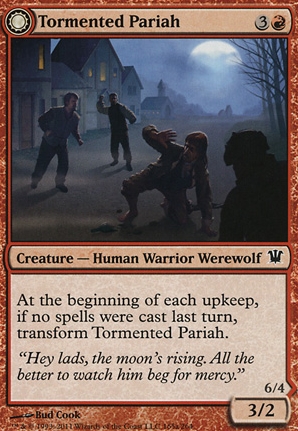 Tormented Pariah 3
Creature — Human Warrior Werewolf
At the beginning of each upkeep,
if no spells were cast last turn,
transform Tormented Pariah.
“Hey lads, the moon’s rising. All the
better to watch him beg for mercy.”
6/4
3/2
Bud Cook